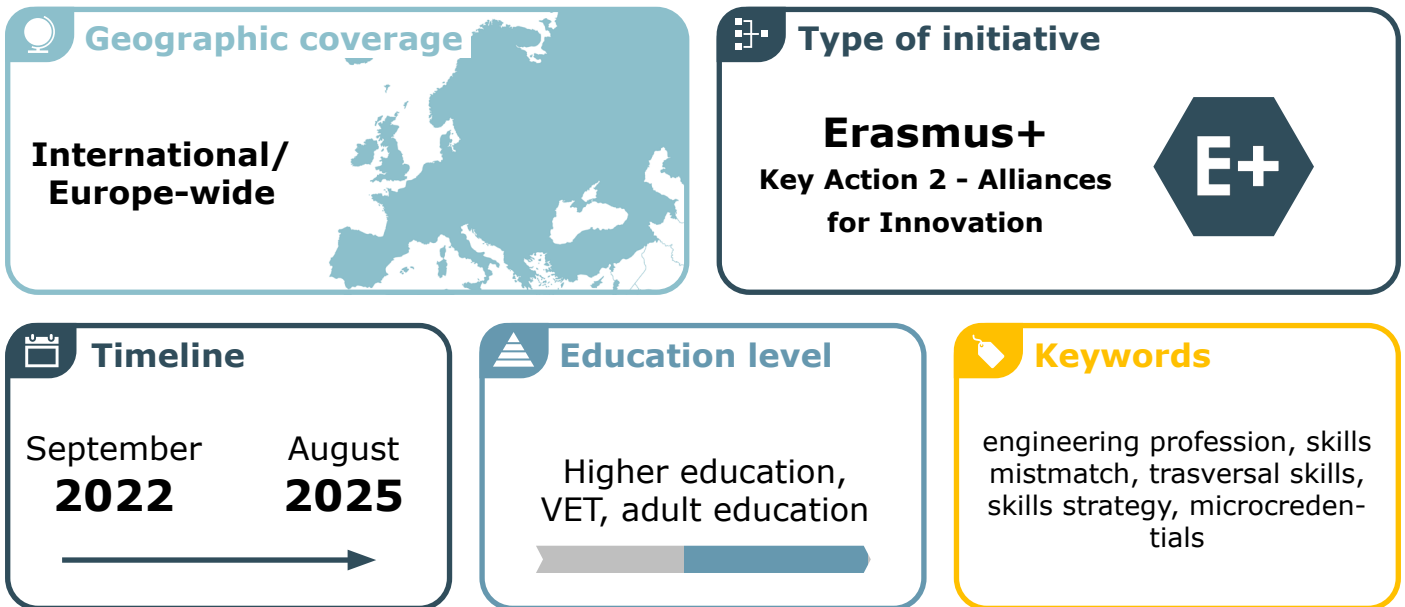 Geographic coverage
International/
Europe-wide
Type of initiative
Erasmus+
Key Action 2 - Alliances
for Innovation
E+
Timeline
September
2022
August
2025
Education level
Higher education,
VET, adult education
Keywords
engineering profession, skills
mismatch, trasversal skills,
skills strategy, microcreden-
tials